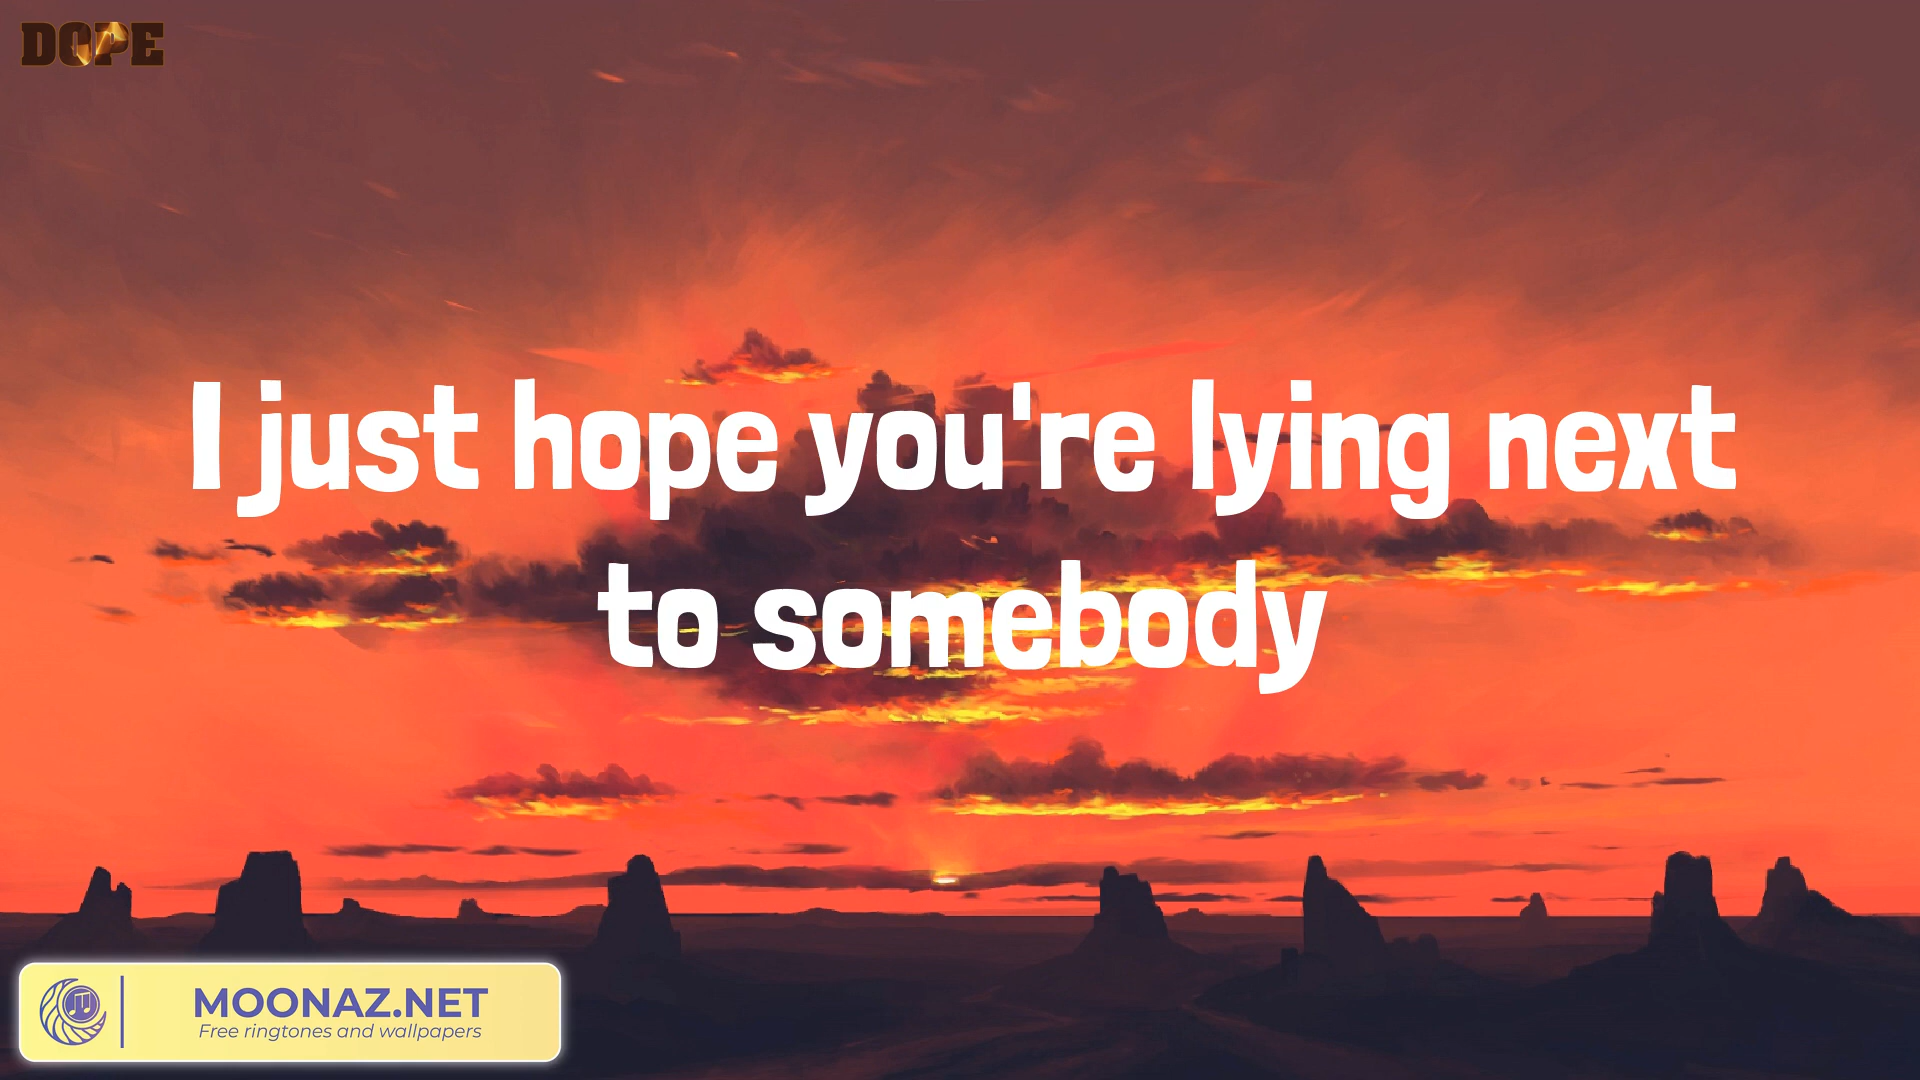 DOPE
I just hope you're lying next
to somebody
MOONAZ.NET
Free ringtones and wallpapers